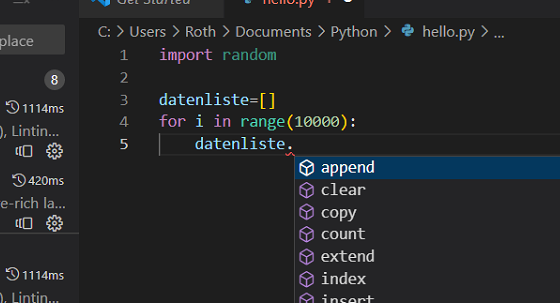 Get Started
hello.py
place
C: > Users > Roth > Documents > Python > hello.py > ...
8
1 import random
2
1114ms
3 datenliste=[]
), Lintin...
4 for i in range(10000):
5 datenliste.
append
420ms
clear
e-rich la...
copy
count
extend
1114ms
index
), Lintin...
insert